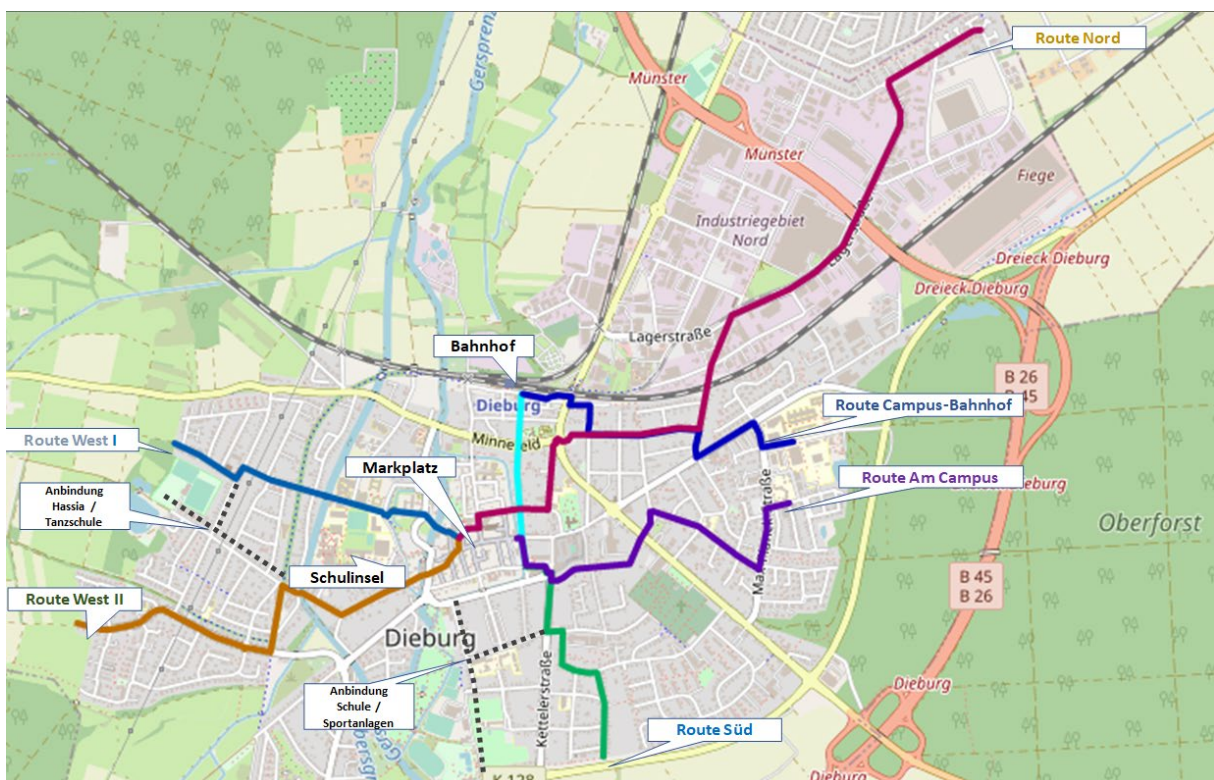 Route Nord
Münster
Gersprenz
Münster
Fiege
Industriegebiet
Nord
Lagerstraße
Dreieck Dieburg
Dreieck-Dieburg
Lagerstraße
Bahnhof
B 26
B 45
Dieburg
Route Campus-Bahnhof
Minnefeld
Route West I
Markplatz
Route Am Campus
Anbindung
Hassia /
Tanzschule
Oberforst
Schulinsel
B 45
B 26
Route West II
Dieburg
Dieburg
Anbindung
Schule /
Sportanlagen
Kettelerstraße
Route Süd
K 128
Dieburg